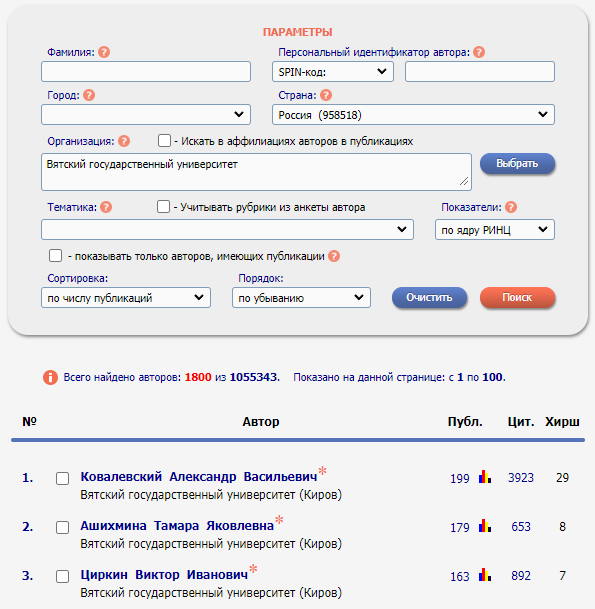 ПАРАМЕТРЫ
Фамилия: ? Персональный идентификатор автора: ?
SPIN-код:
Город: ? Страна: ?
Россия (958518)
Организация: ? - Искать в аффилиациях авторов в публикациях
Вятский государственный университет Выбрать
Тематика: ? - Учитывать рубрики из анкеты автора Показатели: ?
по ядру РИНЦ
- показывать только авторов, имеющих публикации ?
Сортировка: Порядок:
по числу публикаций по убыванию Очистить Поиск
i Всего найдено авторов: 1800 из 1055343. Показано на данной странице: с 1 по 100.
№ Автор Публ. Цит. Хирш
1. Ковалевский Александр Васильевич* 199 3923 29
Вятский государственный университет (Киров)
2. Ашихмина Тамара Яковлевна* 179 653 8
Вятский государственный университет (Киров)
3. Циркин Виктор Иванович* 163 892 7
Вятский государственный университет (Киров)